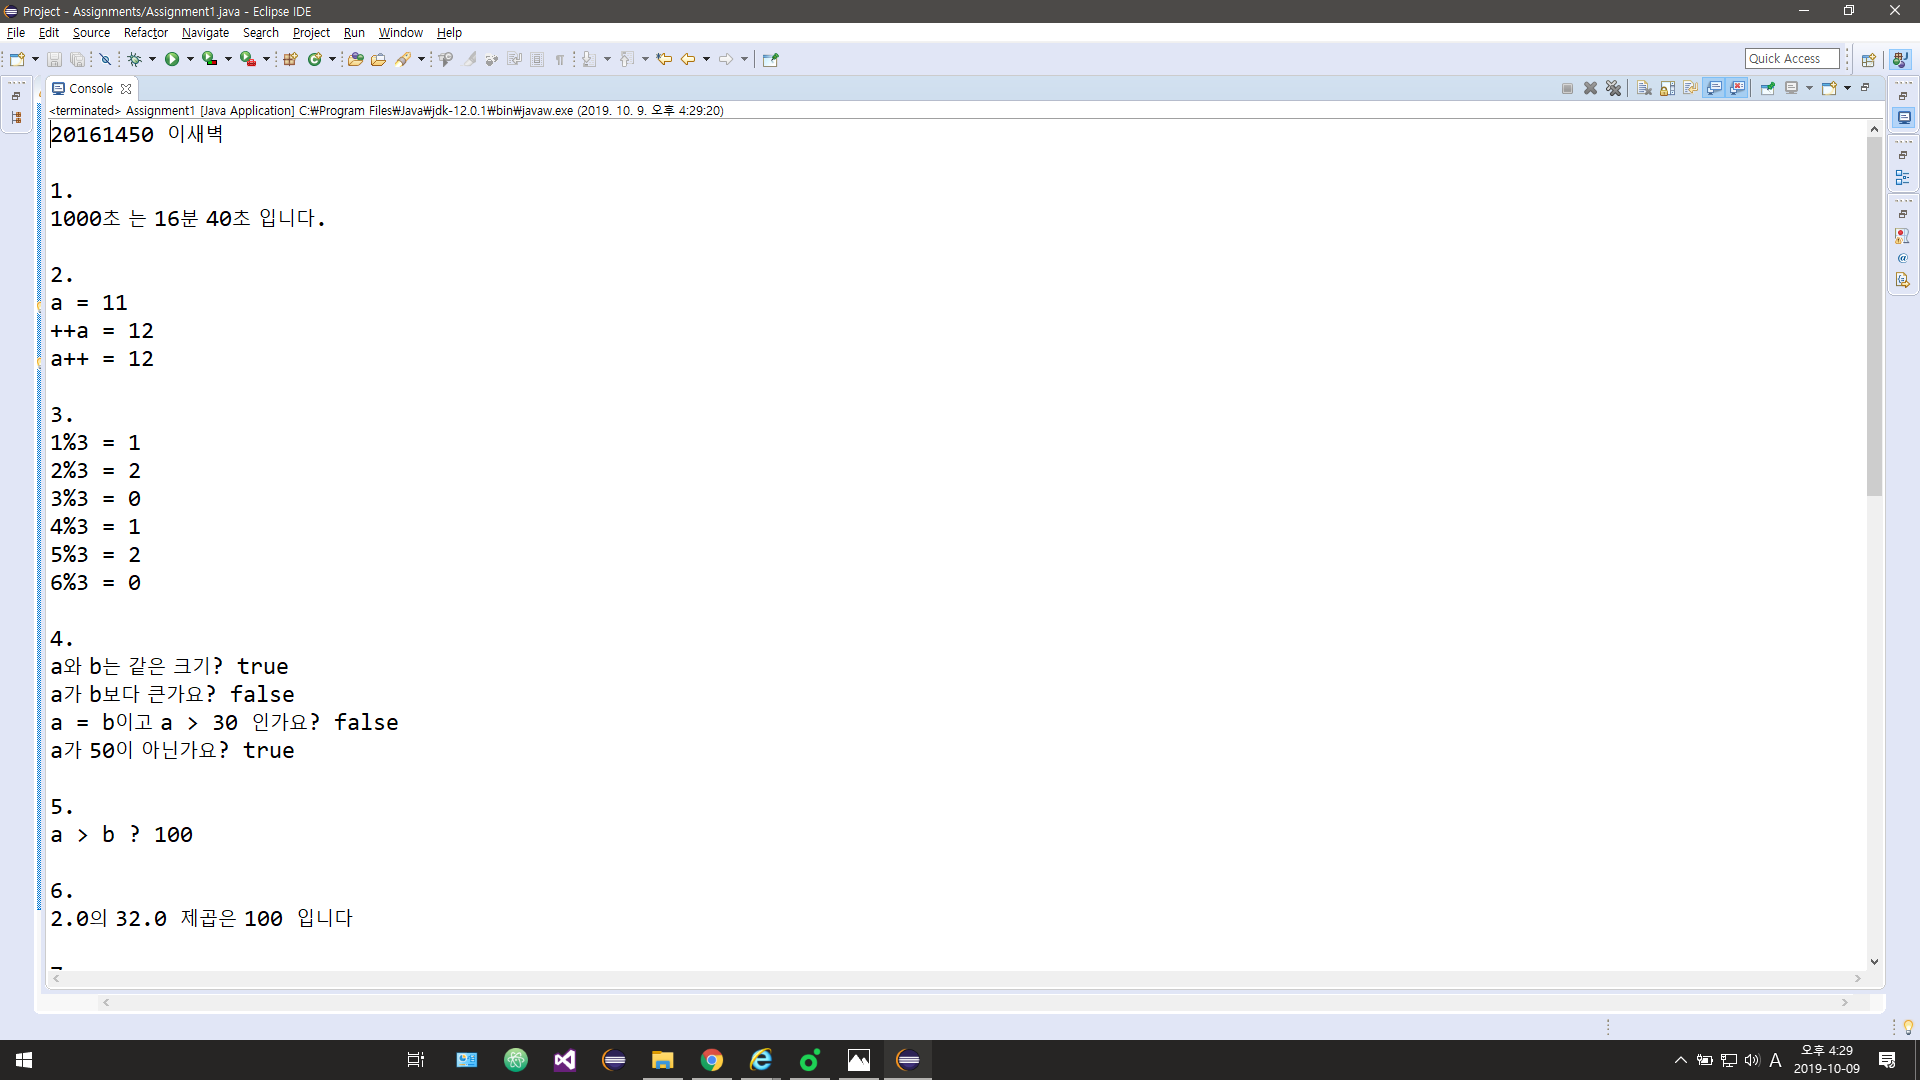 Project - Assignments/Assignment1.java - Eclipse IDE
File Edit Source Refactor Navigate Search Project Run Window Help
Quick Access
Console
<terminated> Assignment1 [Java Application] C:₩Program Files₩Java₩jdk-12.0.1₩bin₩javaw.exe (2019. 10. 9. 오후 4:29:20)
20161450 이새벽
1.
1000초 는 16분 40초 입니다.
2.
a = 11
++a = 12
a++ = 12
3.
1%3 = 1
2%3 = 2
3%3 = 0
4%3 = 1
5%3 = 2
6%3 = 0
4.
a와 b는 같은 크기? true
a가 b보다 큰가요? false
a = b이고 a > 30 인가요? false
a가 50이 아닌가요? true
5.
a > b ? 100
6.
2.0의 32.0 제곱은 100 입니다
A
오후 4:29
2019-10-09